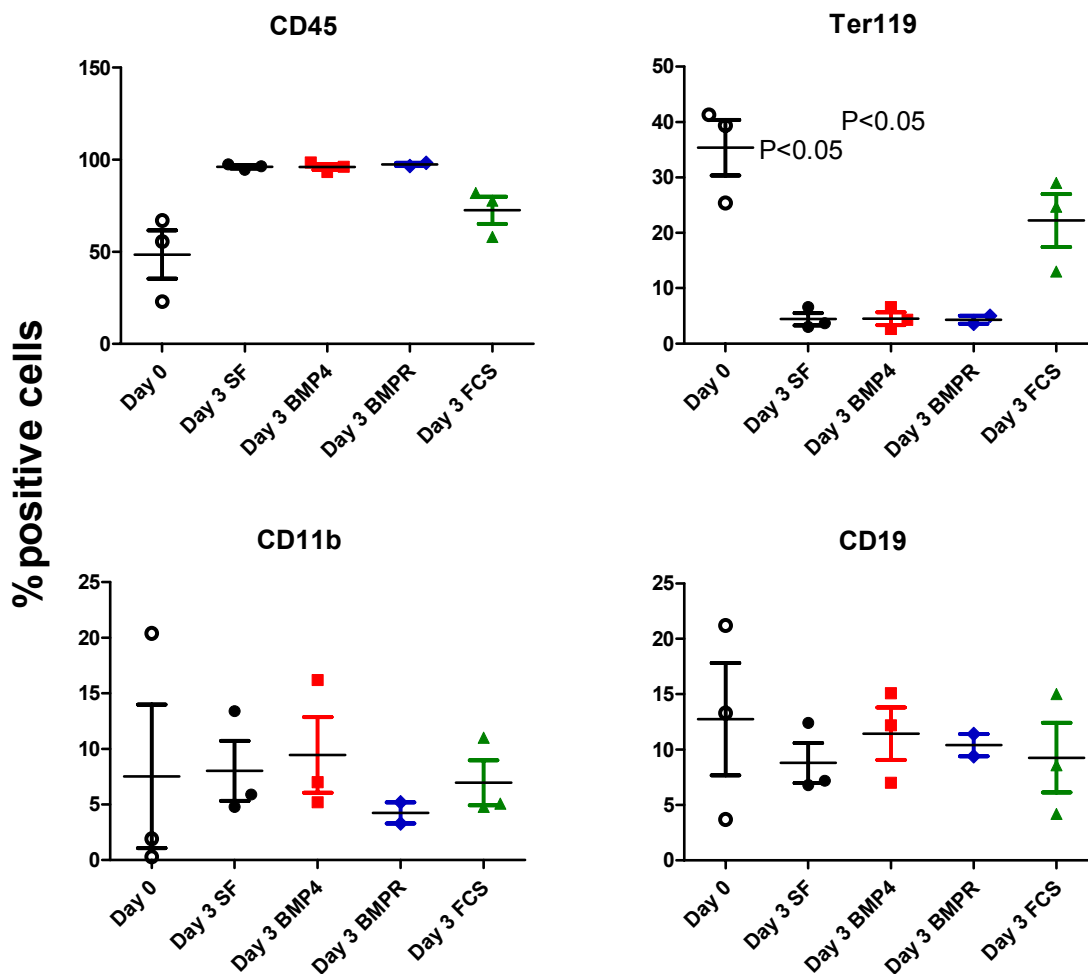 CD45
150
100
50
0
Day 0
Day 3 SF
Day 3 BMP4
Day 3 BMPR
Day 3 FCS
Ter119
50
40
30
20
10
0
P<0.05
P<0.05
Day 0
Day 3 SF
Day 3 BMP4
Day 3 BMPR
Day 3 FCS
% positive cells
CD11b
25
20
15
10
5
0
Day 0
Day 3 SF
Day 3 BMP4
Day 3 BMPR
Day 3 FCS
CD19
25
20
15
10
5
0
Day 0
Day 3 SF
Day 3 BMP4
Day 3 BMPR
Day 3 FCS